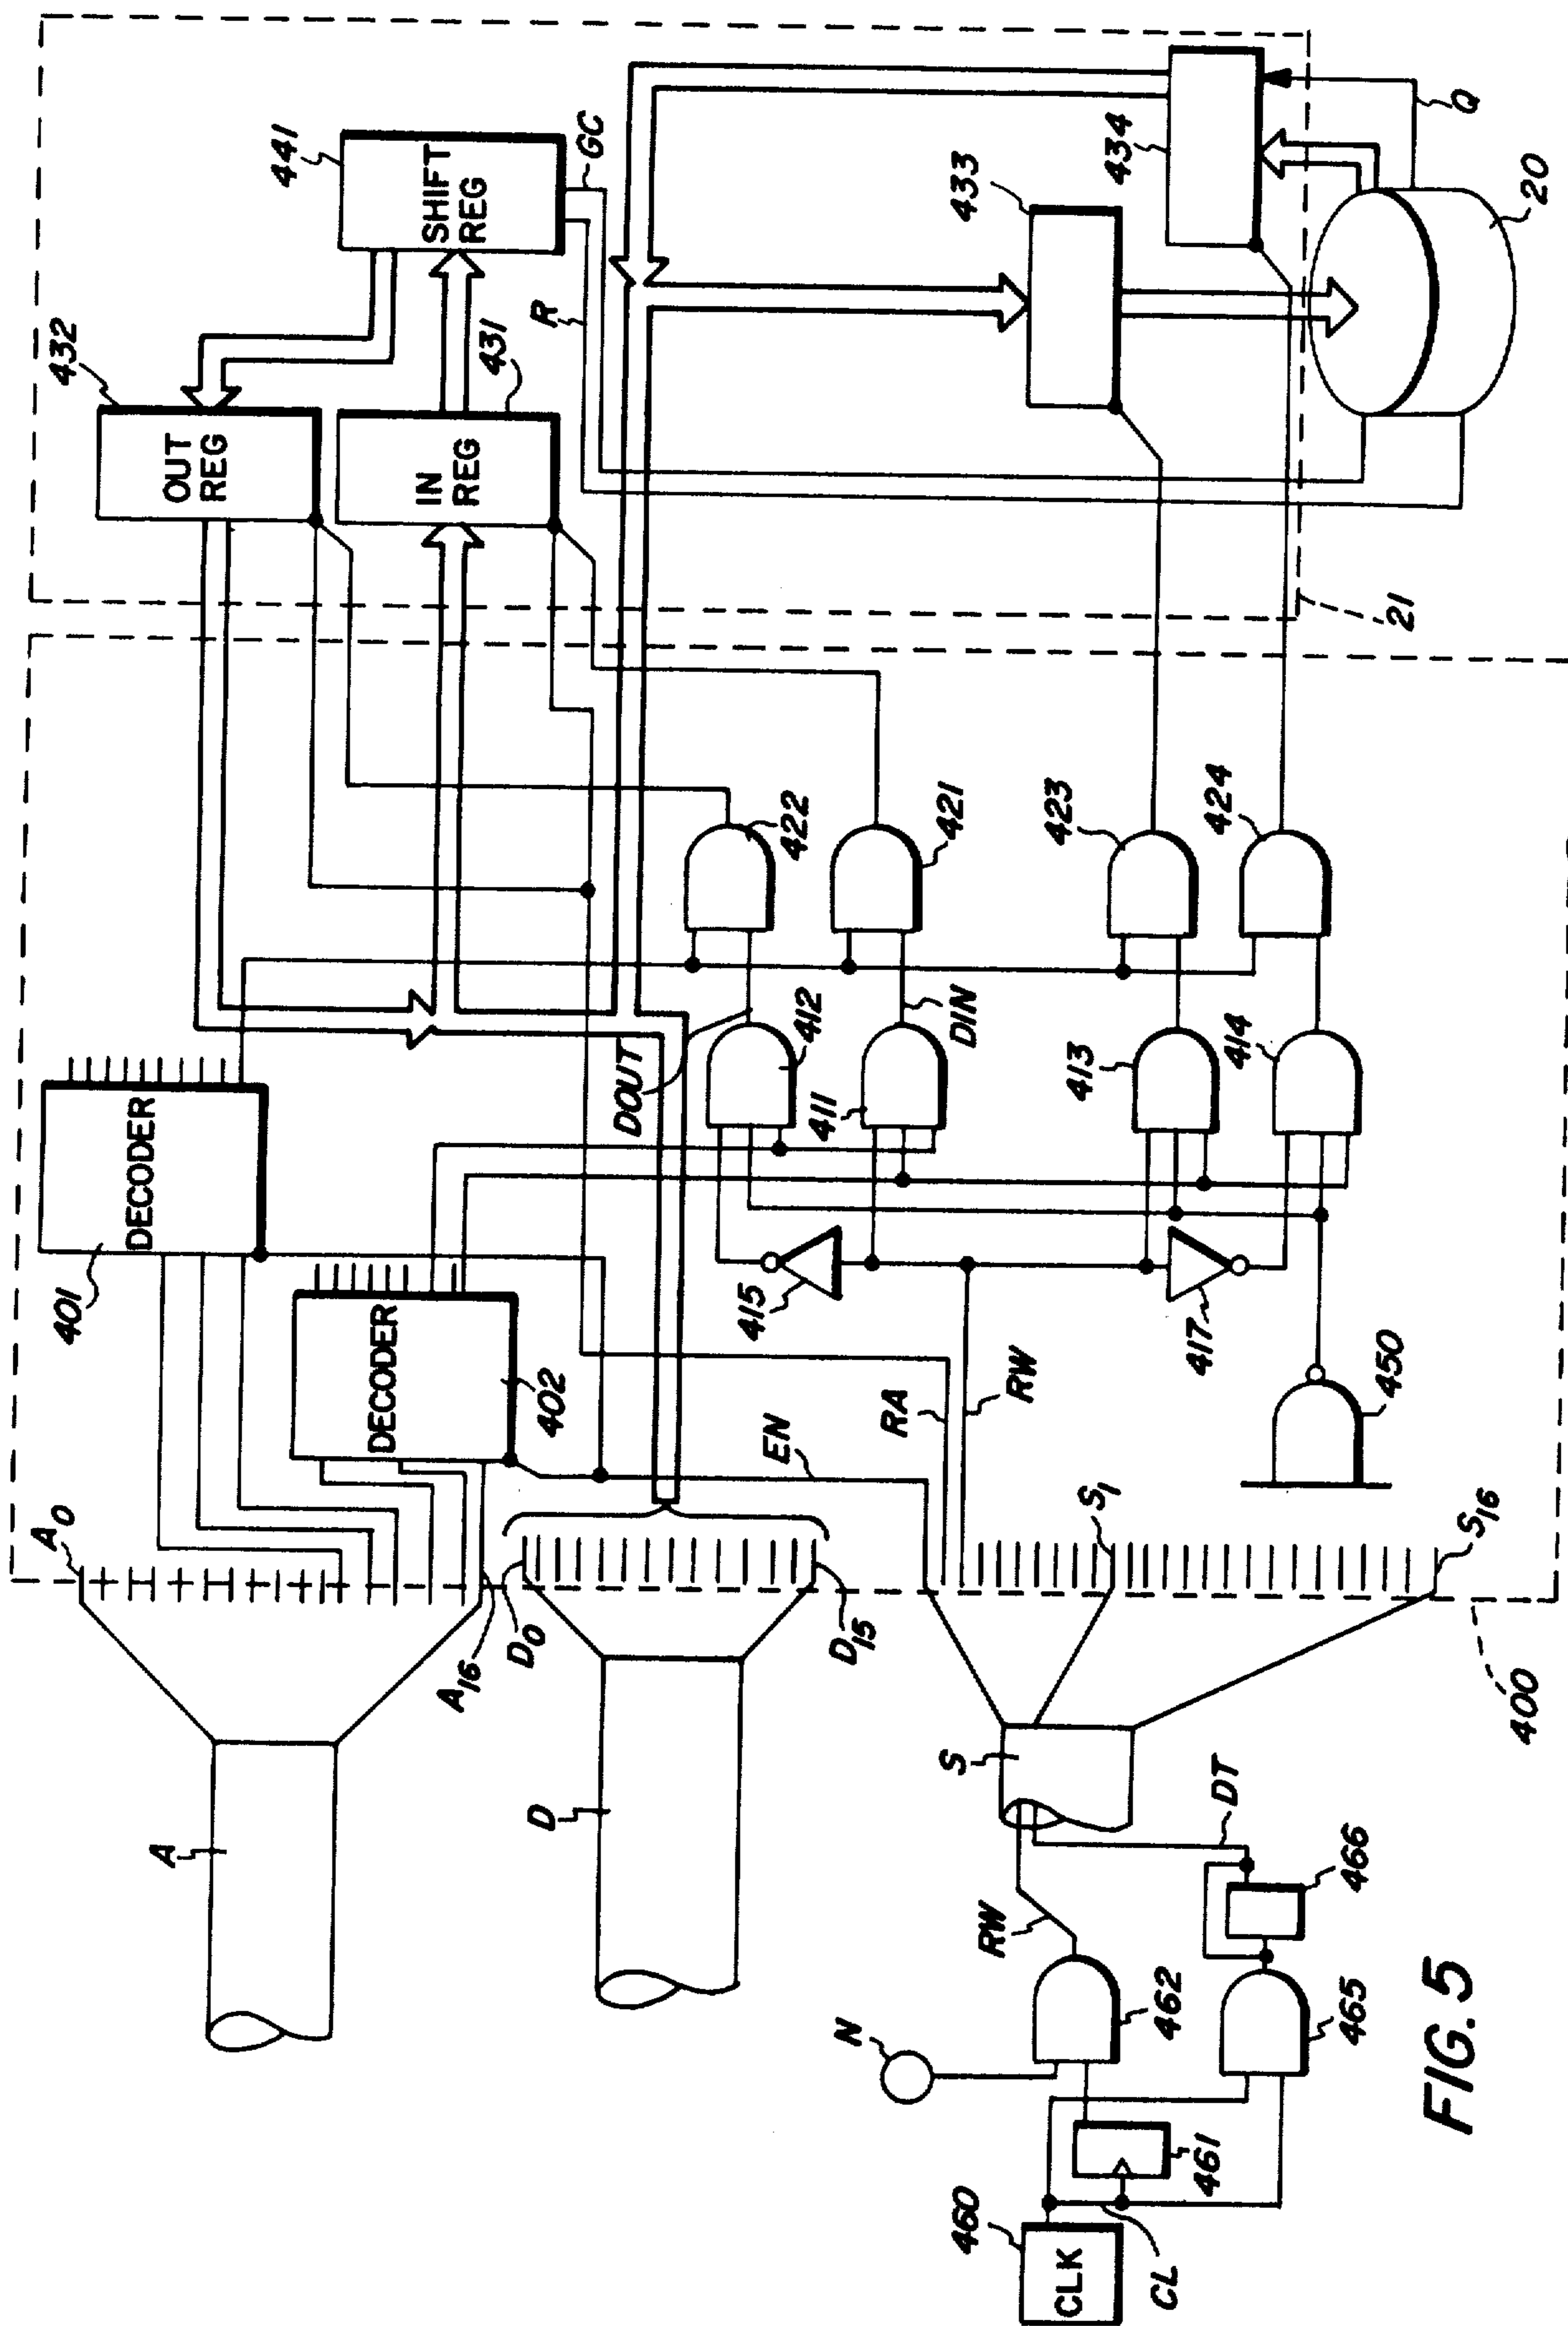 A
A0
401
DECODER
432
OUT
REG
441
SHIFT
REG
GC
402
DECODER
431
IN
REG
R
A16
D
D0
D15
EN
DOUT
412
422
411
DIN
421
415
RA
RW
433
434
Q
S
S1
S16
417
413
423
414
424
450
21
20
400
N
RW
DT
462
466
465
460
CLK
CL
461
FIG. 5